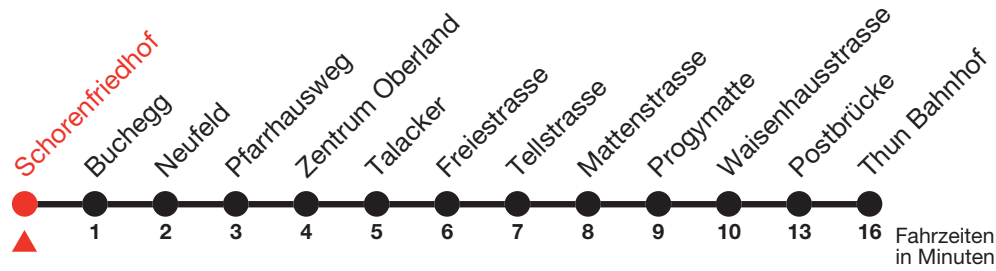 Schorenfriedhof
Buchegg
Neufeld
Pfarrhausweg
Zentrum Oberland
Talacker
Freiestrasse
Tellstrasse
Mattenstrasse
Progymatte
Waisenhausstrasse
Postbrücke
Thun Bahnhof
1 2 3 4 5 6 7 8 9 10 13 16
Fahrzeiten
in Minuten